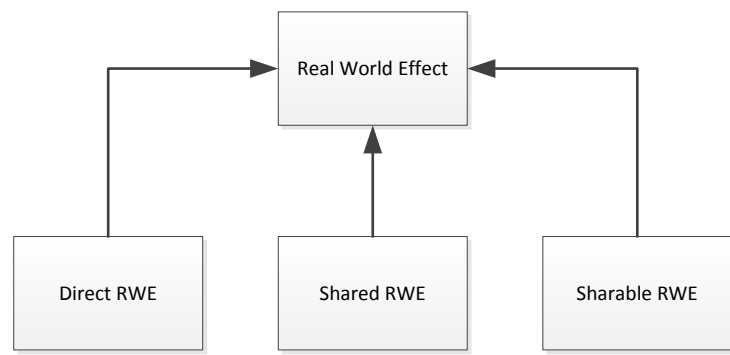 Real World Effect
Direct RWE
Shared RWE
Sharable RWE